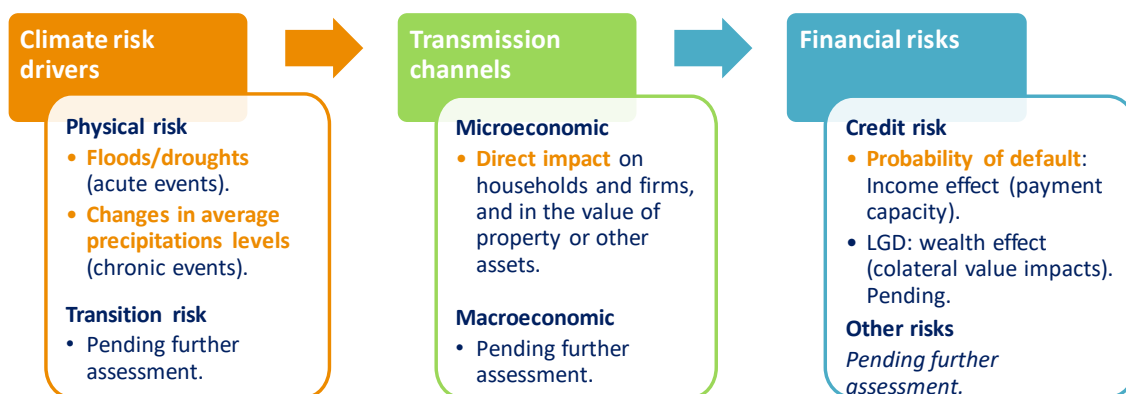 Climate risk
drivers
Physical risk
• Floods/droughts
(acute events).
• Changes in average
precipitations levels
(chronic events).
Transition risk
• Pending further
assessment.
Transmission
channels
Microeconomic
• Direct impact on
households and firms,
and in the value of
property or other
assets.
Macroeconomic
• Pending further
assessment.
Financial risks
Credit risk
• Probability of default:
Income effect (payment
capacity).
• LGD: wealth effect
(colateral value impacts).
Pending.
Other risks
Pending further
assessment.